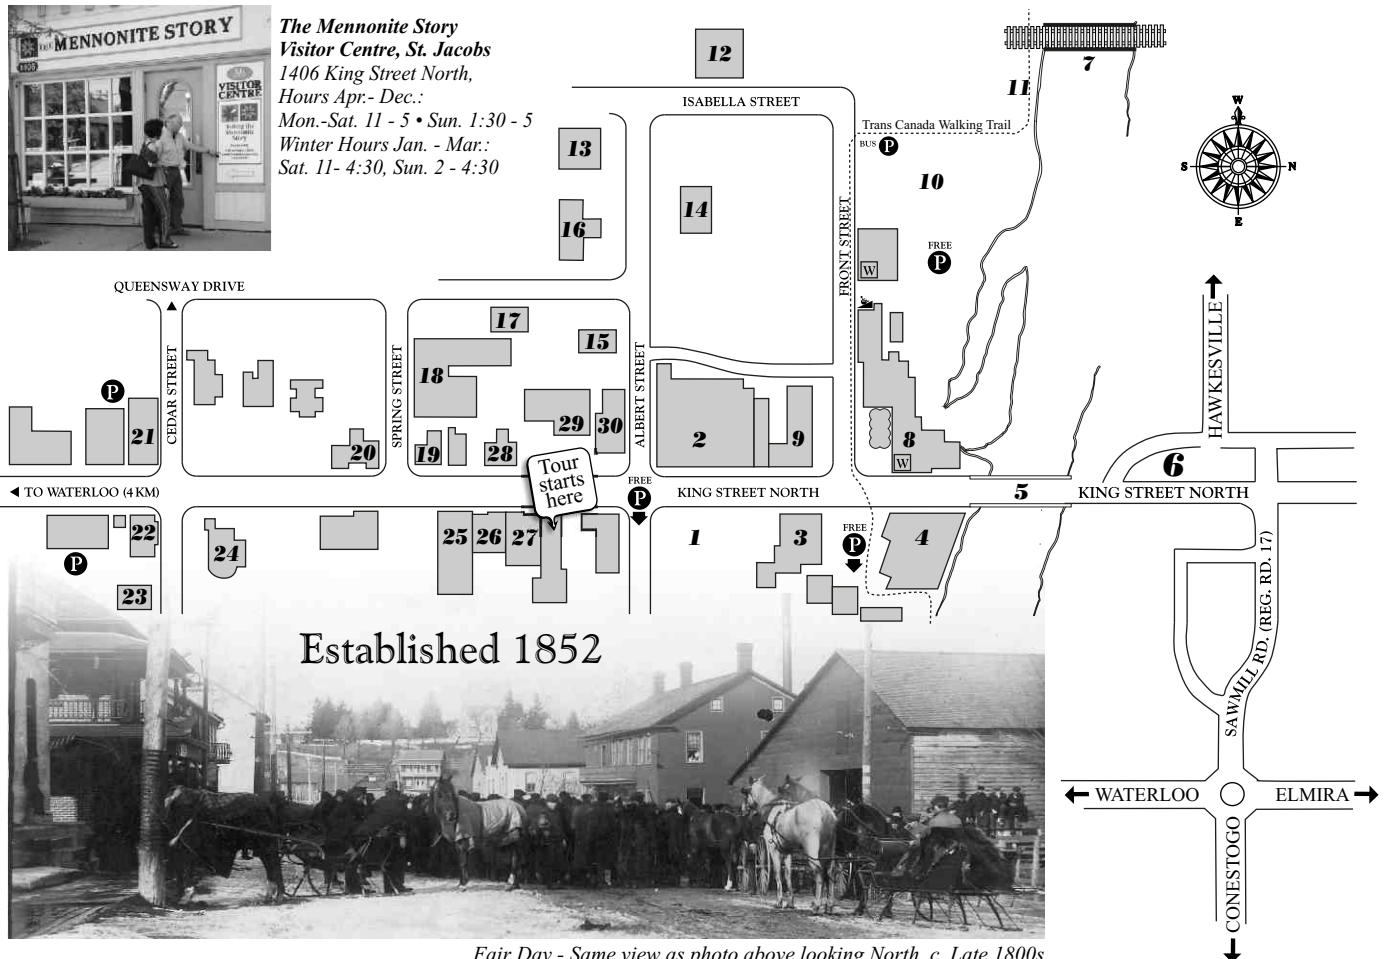 THE MENNONITE STORY
1406
VISITOR
CENTRE
The Mennonite Story
Visitor Centre, St. Jacobs
1406 King Street North,
Hours Apr.- Dec.:
Mon.-Sat. 11 - 5 • Sun. 1:30 - 5
Winter Hours Jan. - Mar.:
Sat. 11- 4:30, Sun. 2 - 4:30
12
ISABELLA STREET
7
11
Trans Canada Walking Trail
BUS P
10
13
14
16
FRONT STREET
FREE
P
W
W
S
N
E
QUEENSWAY DRIVE
HAWKESVILLE
17
15
18
CEDAR STREET
SPRING STREET
ALBERT STREET
P
21
20
19
28
29
30
2
9
8
W
6
Tour
starts
here
TO WATERLOO (4 KM)
FREE
P
KING STREET NORTH
5
KING STREET NORTH
22
P
23
24
25
26
27
1
3
FREE
P
4
SAWMILL RD. (REG. RD. 17)
Established 1852
WATERLOO
ELMIRA
CONESTOGO
Fair Day - Same view as photo above looking North, c. Late 1800s